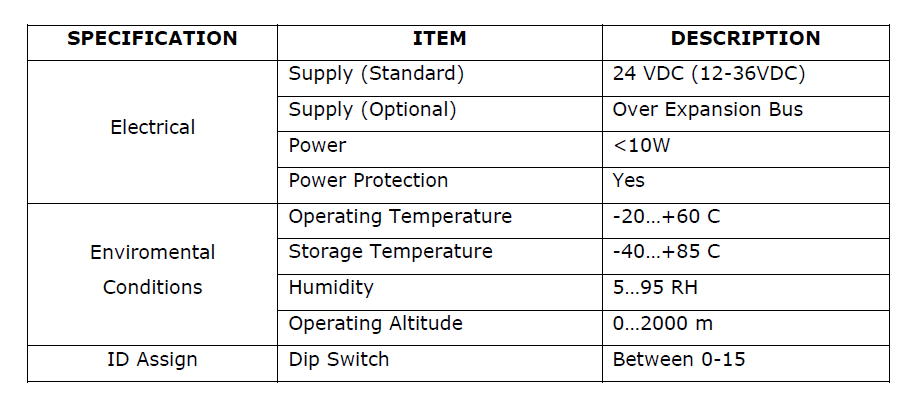 SPECIFICATION ITEM DESCRIPTION
Electrical
Supply (Standard) 24 VDC (12-36VDC)
Supply (Optional) Over Expansion Bus
Power <10W
Power Protection Yes
Enviromental
Conditions
Operating Temperature -20…+60 C
Storage Temperature -40…+85 C
Humidity 5…95 RH
Operating Altitude 0…2000 m
ID Assign Dip Switch Between 0-15